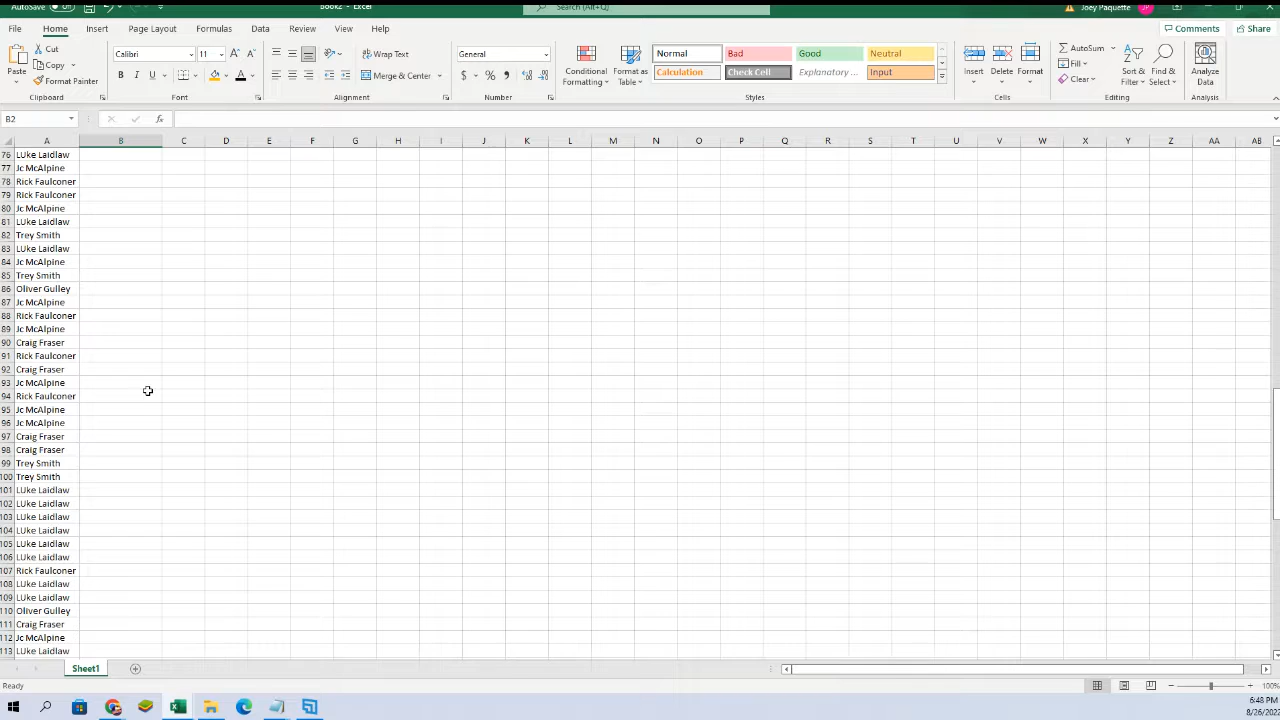 AutoSave Off Book2 - Excel Search (Alt+Q) Joey Paquette JP
File Home Insert Page Layout Formulas Data Review View Help Comments Share
Paste Cut Copy Format Painter Clipboard
Calibri 11 B I U A Font
Wrap Text Merge & Center Alignment
General $ % Number
Conditional Formatting Format as Table Normal Bad Good Neutral Calculation Check Cell Explanatory ... Input Styles
Insert Delete Format Cells
AutoSum Fill Clear Sort & Filter Find & Select Editing
Analyze Data Analysis
B2 fx
A B C D E F G H I J K L M N O P Q R S T U V W X Y Z AA AB
76 LUke Laidlaw
77 Jc McAlpine
78 Rick Faulconer
79 Rick Faulconer
80 Jc McAlpine
81 LUke Laidlaw
82 Trey Smith
83 LUke Laidlaw
84 Jc McAlpine
85 Trey Smith
86 Oliver Gulley
87 Jc McAlpine
88 Rick Faulconer
89 Jc McAlpine
90 Craig Fraser
91 Rick Faulconer
92 Craig Fraser
93 Jc McAlpine
94 Rick Faulconer
95 Jc McAlpine
96 Jc McAlpine
97 Craig Fraser
98 Craig Fraser
99 Trey Smith
100 Trey Smith
101 LUke Laidlaw
102 LUke Laidlaw
103 LUke Laidlaw
104 LUke Laidlaw
105 LUke Laidlaw
106 LUke Laidlaw
107 Rick Faulconer
108 LUke Laidlaw
109 LUke Laidlaw
110 Oliver Gulley
111 Craig Fraser
112 Jc McAlpine
113 LUke Laidlaw
Sheet1
Ready 100%
6:48 PM
8/26/2022